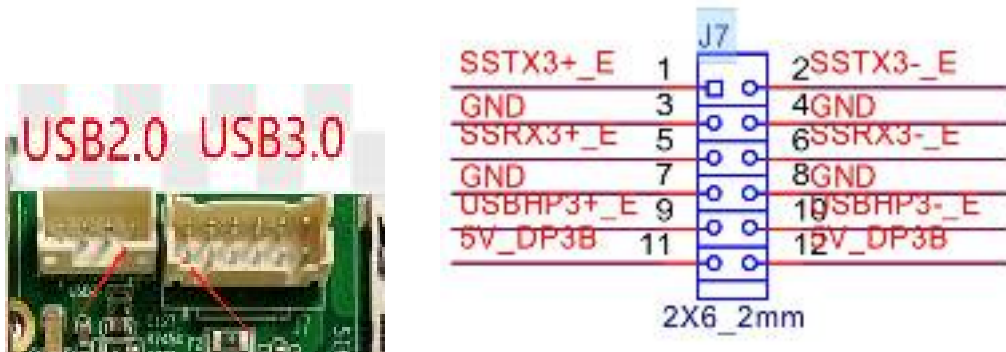 USB2.0 USB3.0
J7
SSTX3+_E 1 2 SSTX3-_E
GND 3 4 GND
SSRX3+_E 5 6 SSRX3-_E
GND 7 8 GND
USBHP3+_E 9 10 USBHP3-_E
5V_DP3B 11 12 5V_DP3B
2X6_2mm